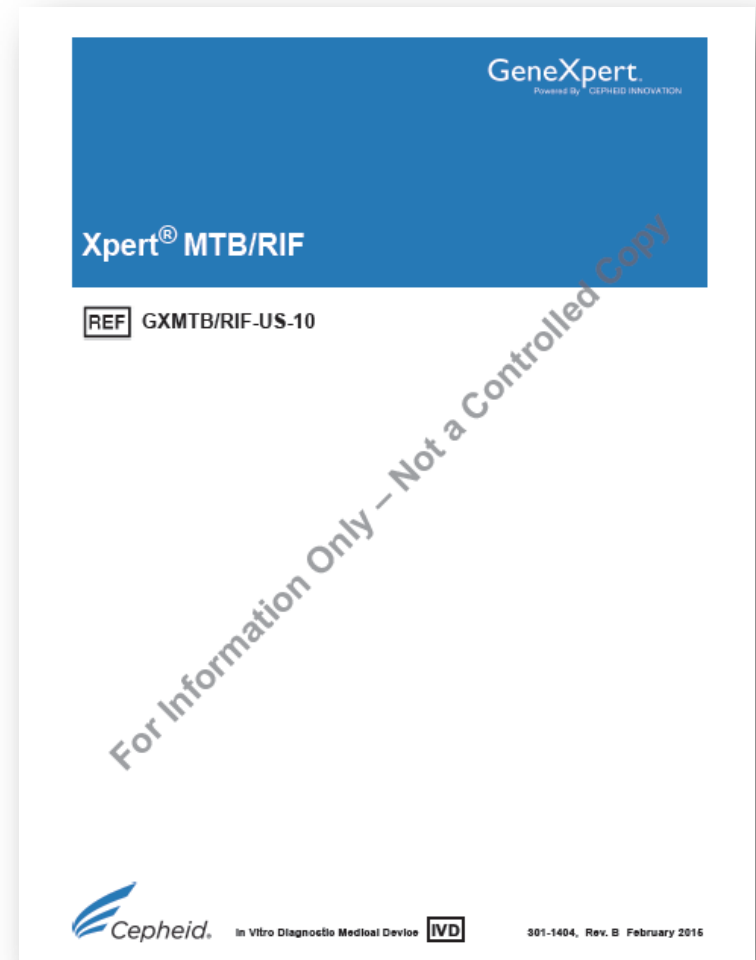 GeneXpert.
Powered By CEPHEID INNOVATION
Xpert® MTB/RIF
REF GXMTB/RIF-US-10
For Information Only – Not a Controlled Copy
Cepheid. In Vitro Diagnostic Medical Device IVD 301-1404, Rev. B February 2015